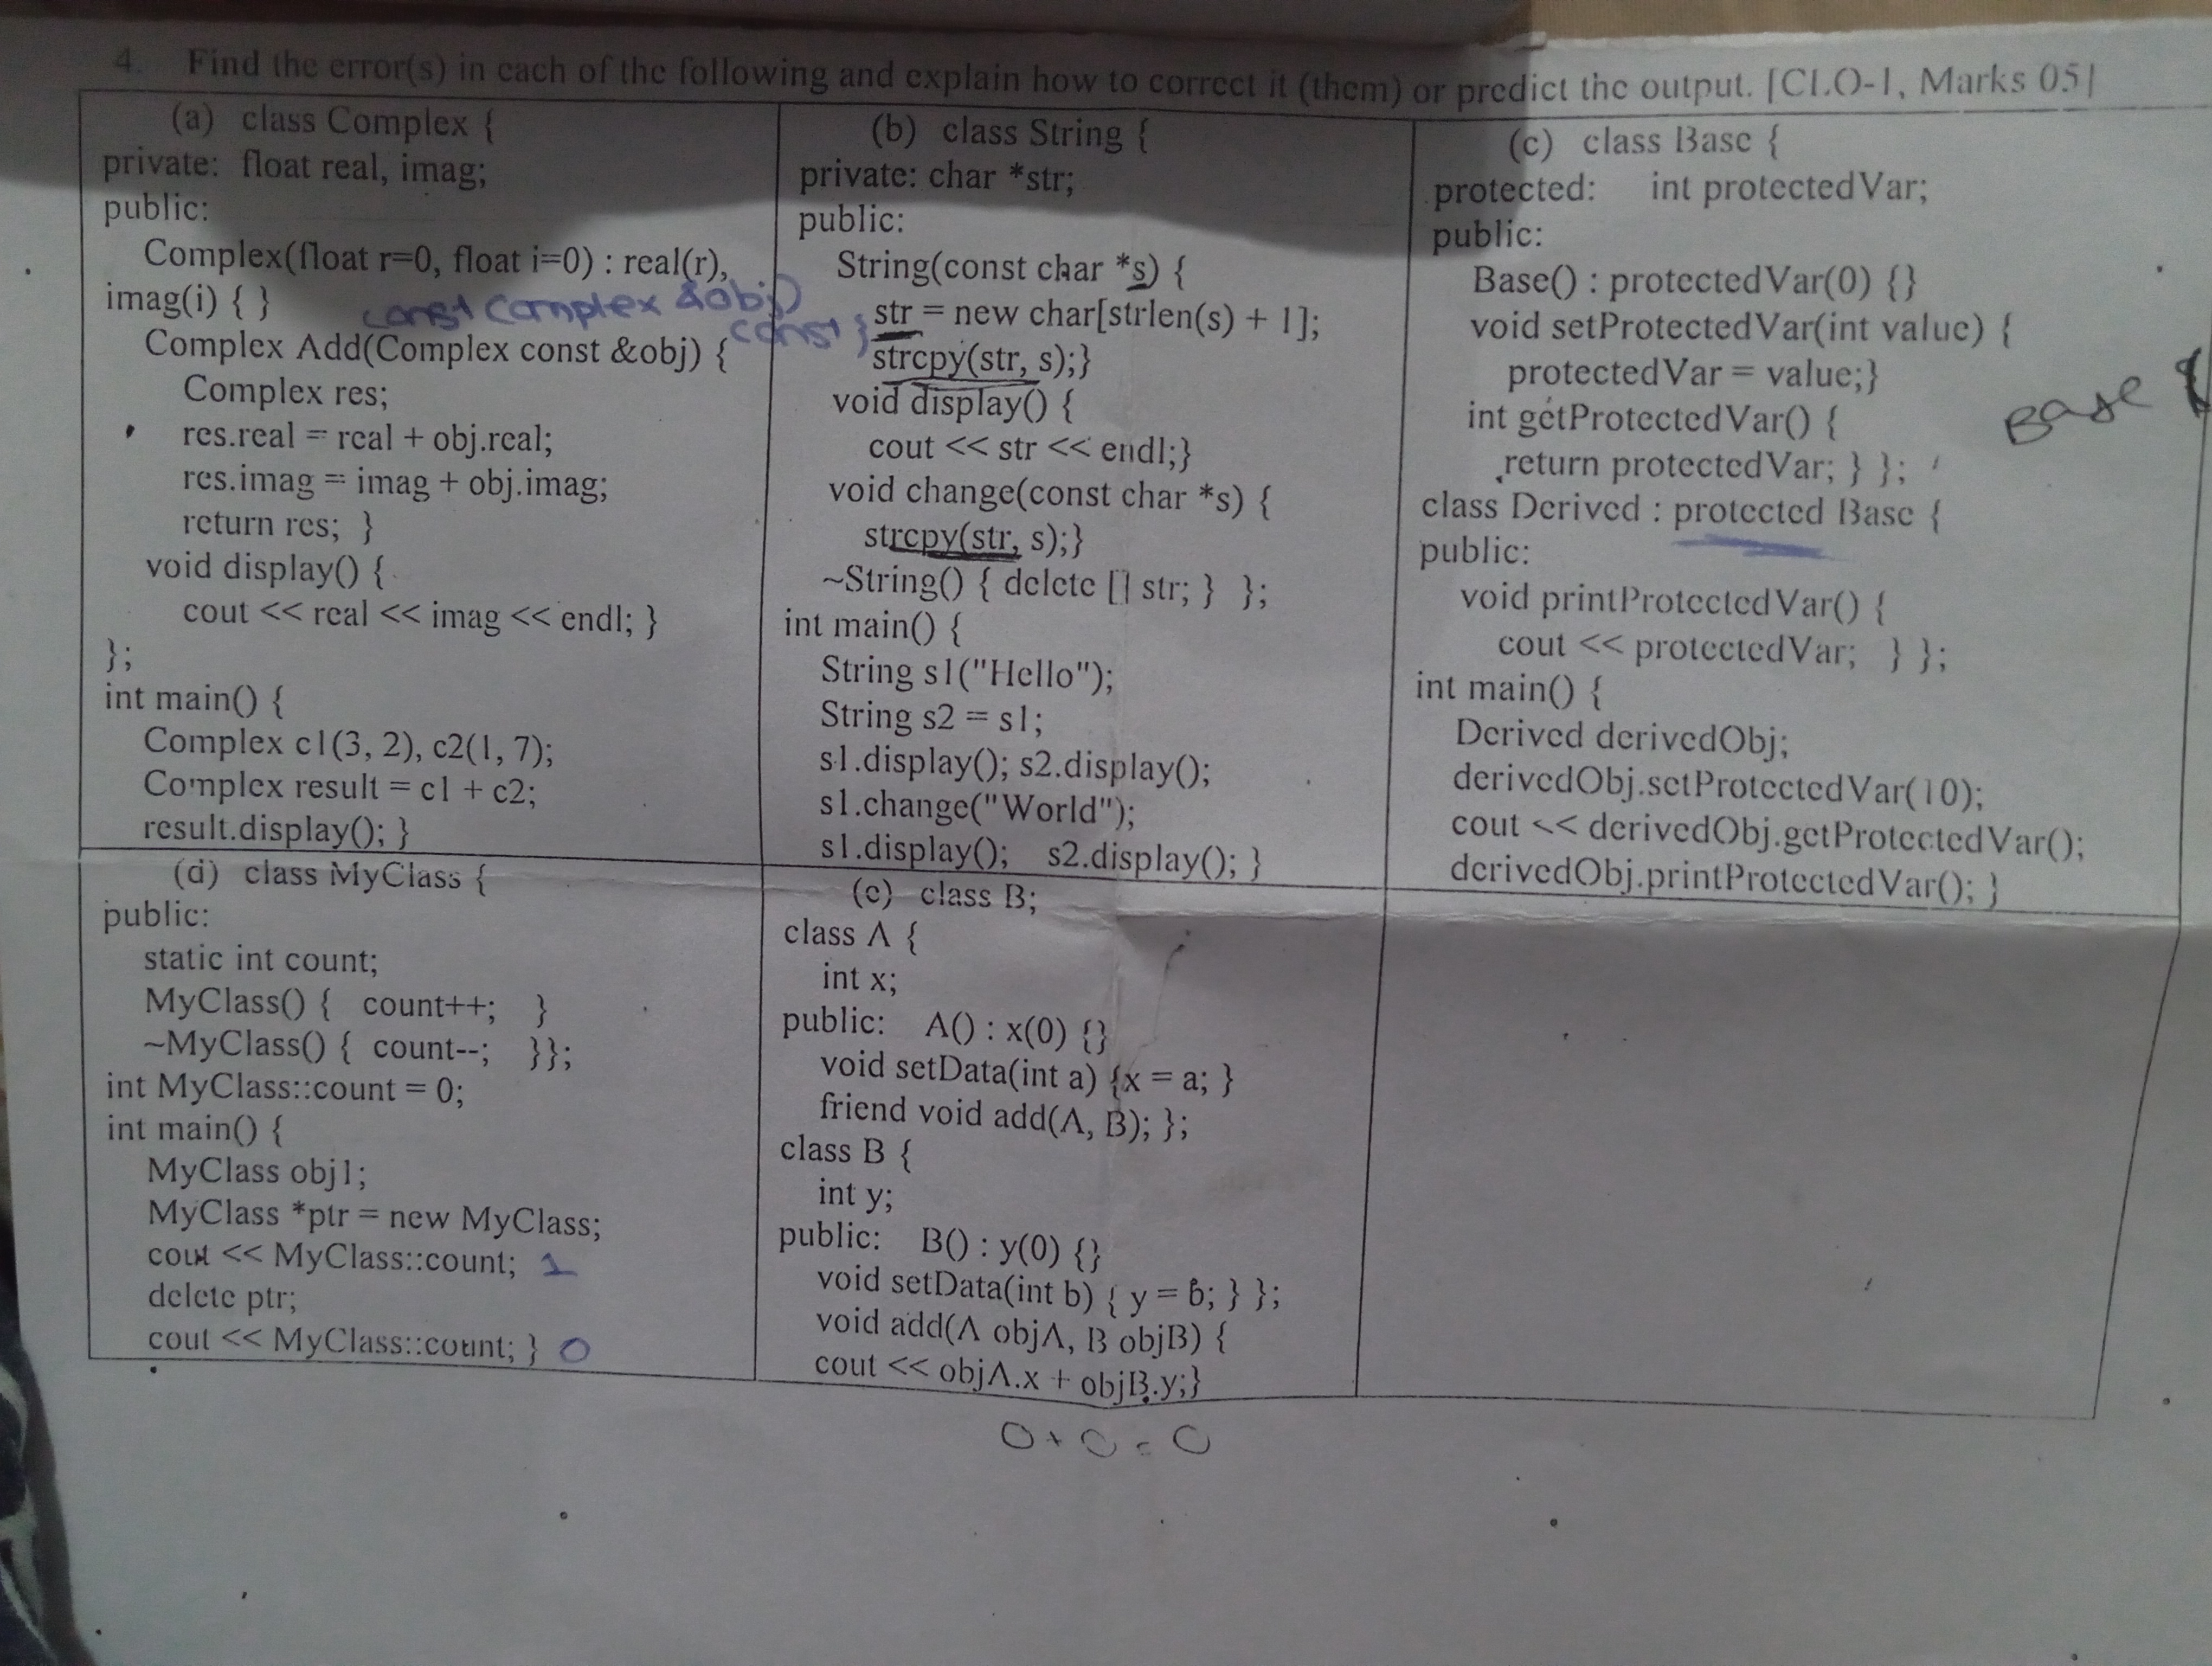 4. Find the error(s) in each of the following and explain how to correct it (them) or predict the output. [CLO-1, Marks 05]
(a) class Complex {
private: float real, imag;
public:
Complex(float r=0, float i=0) : real(r),
imag(i) { }
const Complex &obj)
const }
Complex Add(Complex const &obj) {
Complex res;
res.real = real + obj.real;
res.imag = imag + obj.imag;
return res; }
void display() {
cout << real << imag << endl; }
};
int main() {
Complex c1(3, 2), c2(1, 7);
Complex result = c1 + c2;
result.display(); }
(b) class String {
private: char *str;
public:
String(const char *s) {
str = new char[strlen(s) + 1];
strcpy(str, s);}
void display() {
cout << str << endl;}
void change(const char *s) {
strcpy(str, s);}
~String() { delete [] str; } };
int main() {
String s1("Hello");
String s2 = s1;
s1.display(); s2.display();
s1.change("World");
s1.display(); s2.display(); }
(c) class Base {
protected: int protectedVar;
public:
Base() : protectedVar(0) {}
void setProtectedVar(int value) {
protectedVar = value;}
int getProtectedVar() {
return protectedVar; } };
Base {
class Derived : protected Base {
public:
void printProtectedVar() {
cout << protectedVar; } };
int main() {
Derived derivedObj;
derivedObj.setProtectedVar(10);
cout << derivedObj.getProtectedVar();
derivedObj.printProtectedVar(); }
(d) class MyClass {
public:
static int count;
MyClass() { count++; }
~MyClass() { count--; }};
int MyClass::count = 0;
int main() {
MyClass obj1;
MyClass *ptr = new MyClass;
cout << MyClass::count; 1
delete ptr;
cout << MyClass::count; } 0
(e) class B;
class A {
int x;
public: A() : x(0) {}
void setData(int a) {x = a; }
friend void add(A, B); };
class B {
int y;
public: B() : y(0) {}
void setData(int b) { y = b; } };
void add(A objA, B objB) {
cout << objA.x + objB.y;}
0 + 0 = 0